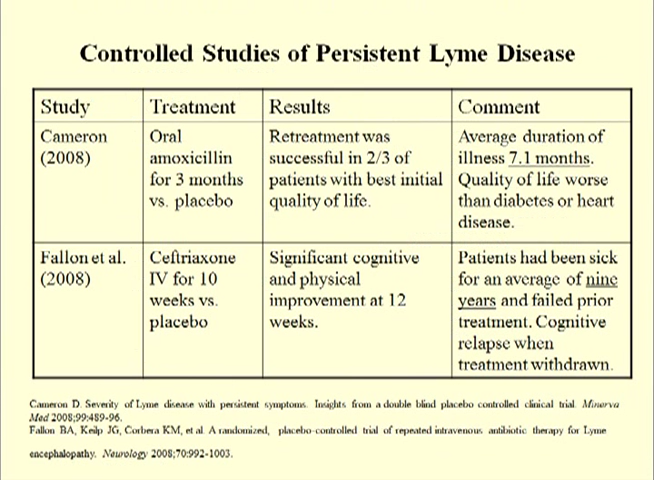 Controlled Studies of Persistent Lyme Disease
Study Treatment Results Comment
Cameron Oral Retreatment was Average duration of
(2008) amoxicillin successful in 2/3 of illness 7.1 months.
for 3 months patients with best initial Quality of life worse
vs. placebo quality of life. than diabetes or heart
disease.
Fallon et al. Ceftriaxone Significant cognitive Patients had been sick
(2008) IV for 10 and physical for an average of nine
weeks vs. improvement at 12 years and failed prior
placebo weeks. treatment. Cognitive
relapse when
treatment withdrawn.
Cameron D. Severity of Lyme disease with persistent symptoms. Insights from a double blind placebo controlled clinical trial. Minerva
Med 2008;99:489-96.
Fallon BA, Keilp JG, Corbera KM, et al. A randomized, placebo-controlled trial of repeated intravenous antibiotic therapy for Lyme
encephalopathy. Neurology 2008;70:992-1003.